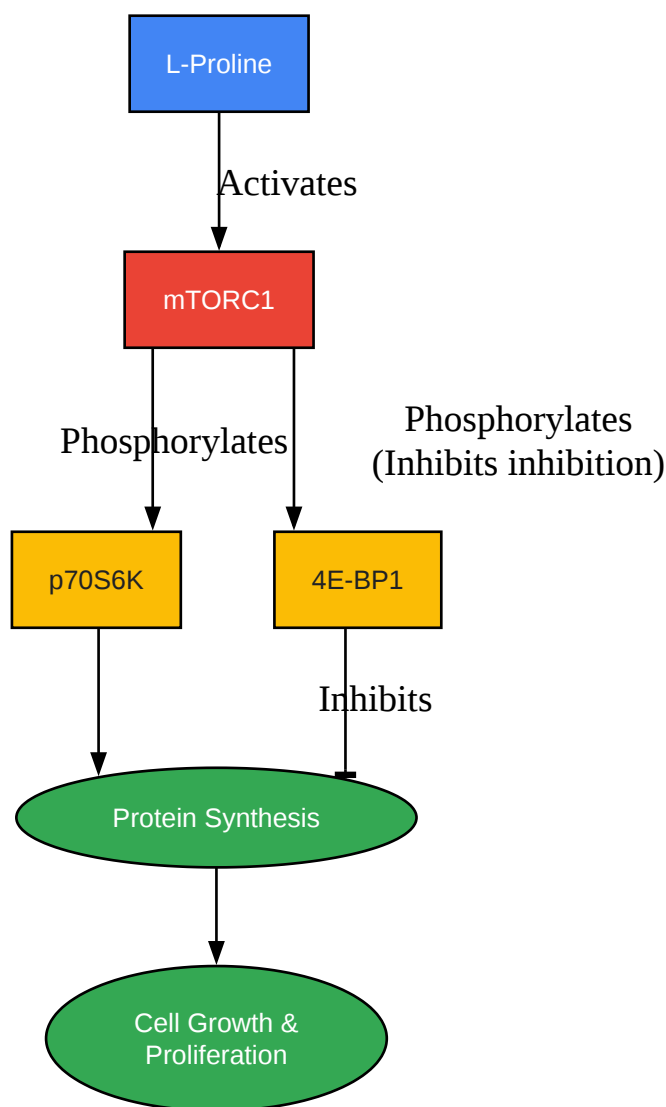 L-Proline
Activates
mTORC1
Phosphorylates
Phosphorylates
(Inhibits inhibition)
p70S6K
4E-BP1
Inhibits
Protein Synthesis
Cell Growth &
Proliferation